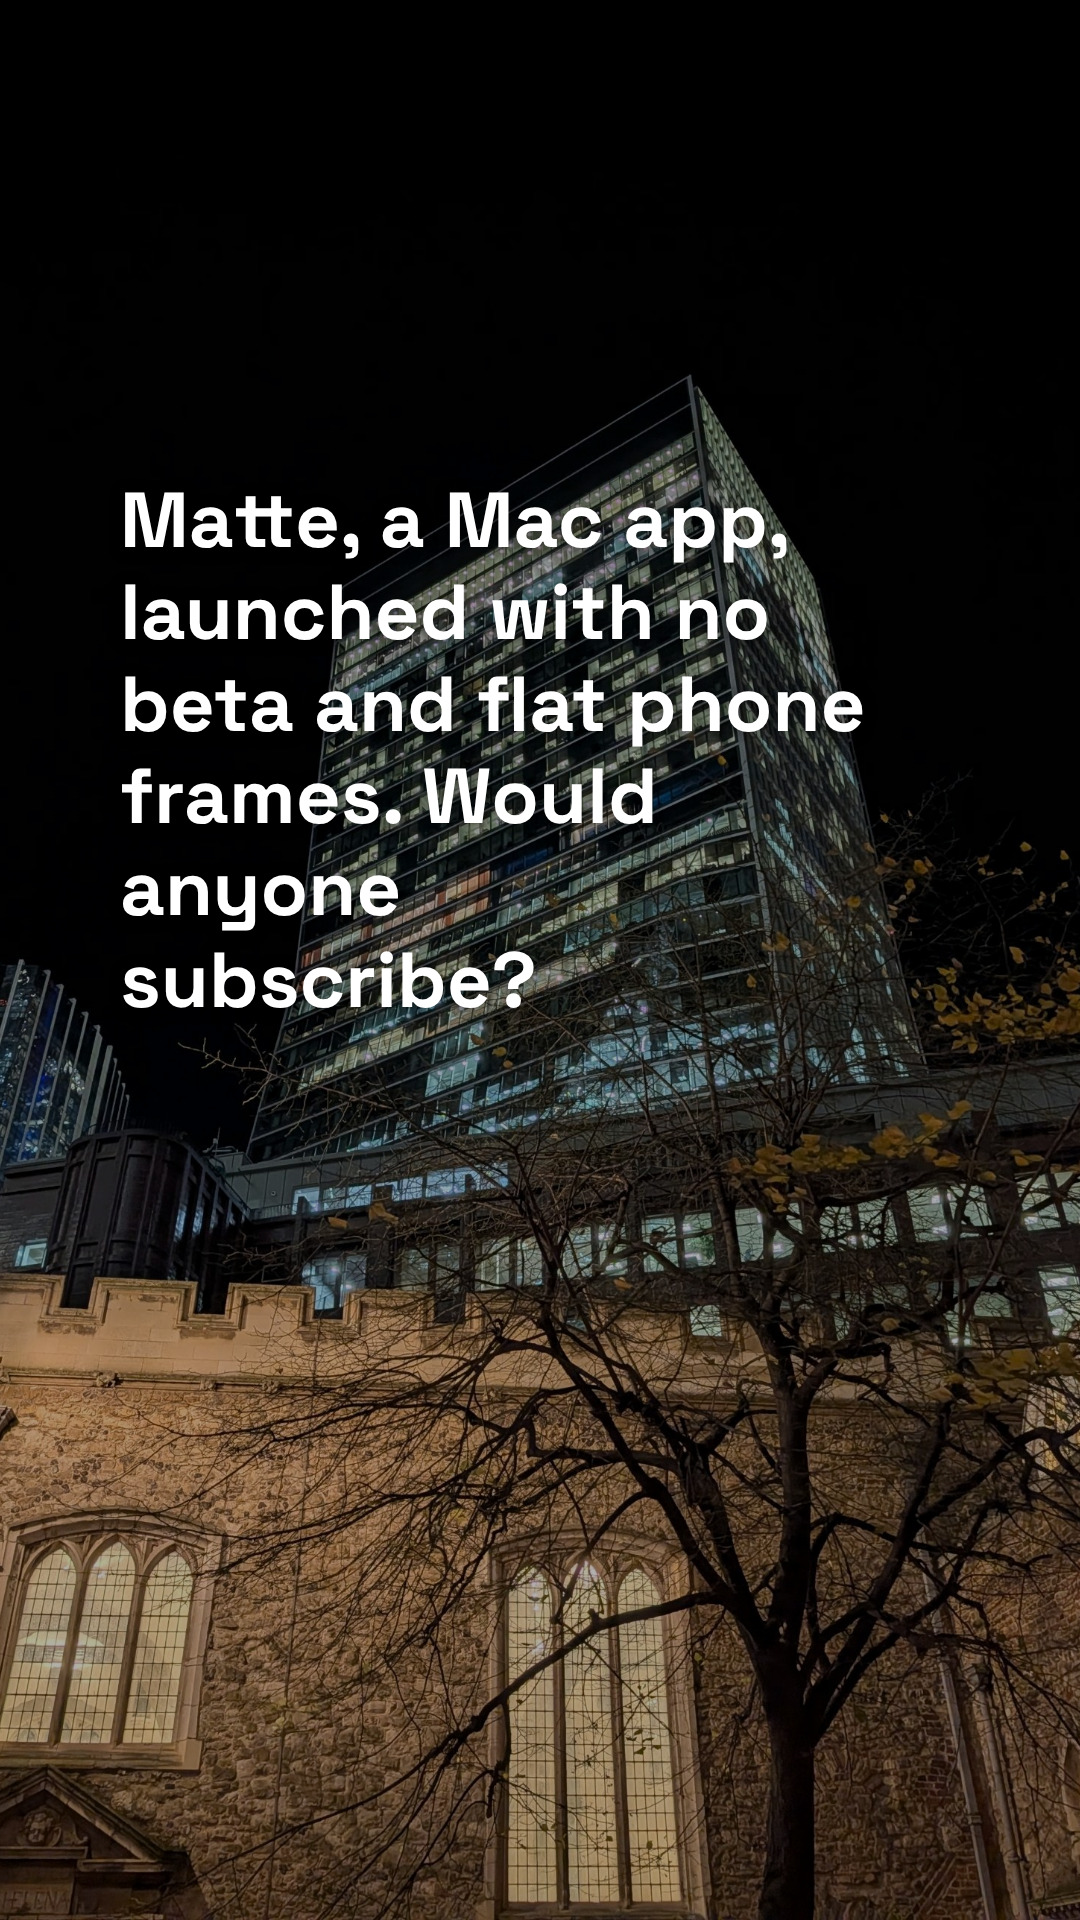 Matte, a Mac app,
launched with no
beta and flat phone
frames. Would
anyone
subscribe?